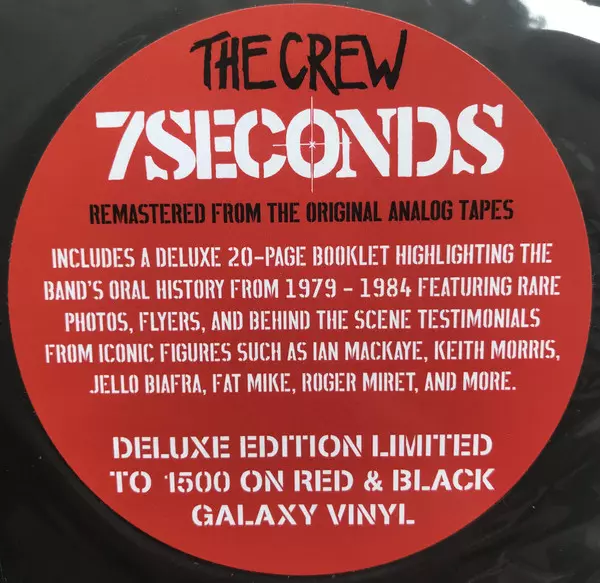 THE CREW
7SECONDS
REMASTERED FROM THE ORIGINAL ANALOG TAPES
INCLUDES A DELUXE 20-PAGE BOOKLET HIGHLIGHTING THE
BAND'S ORAL HISTORY FROM 1979 - 1984 FEATURING RARE
PHOTOS, FLYERS, AND BEHIND THE SCENE TESTIMONIALS
FROM ICONIC FIGURES SUCH AS IAN MACKAYE, KEITH MORRIS,
JELLO BIAFRA, FAT MIKE, ROGER MIRET, AND MORE.
DELUXE EDITION LIMITED
TO 1500 ON RED & BLACK
GALAXY VINYL